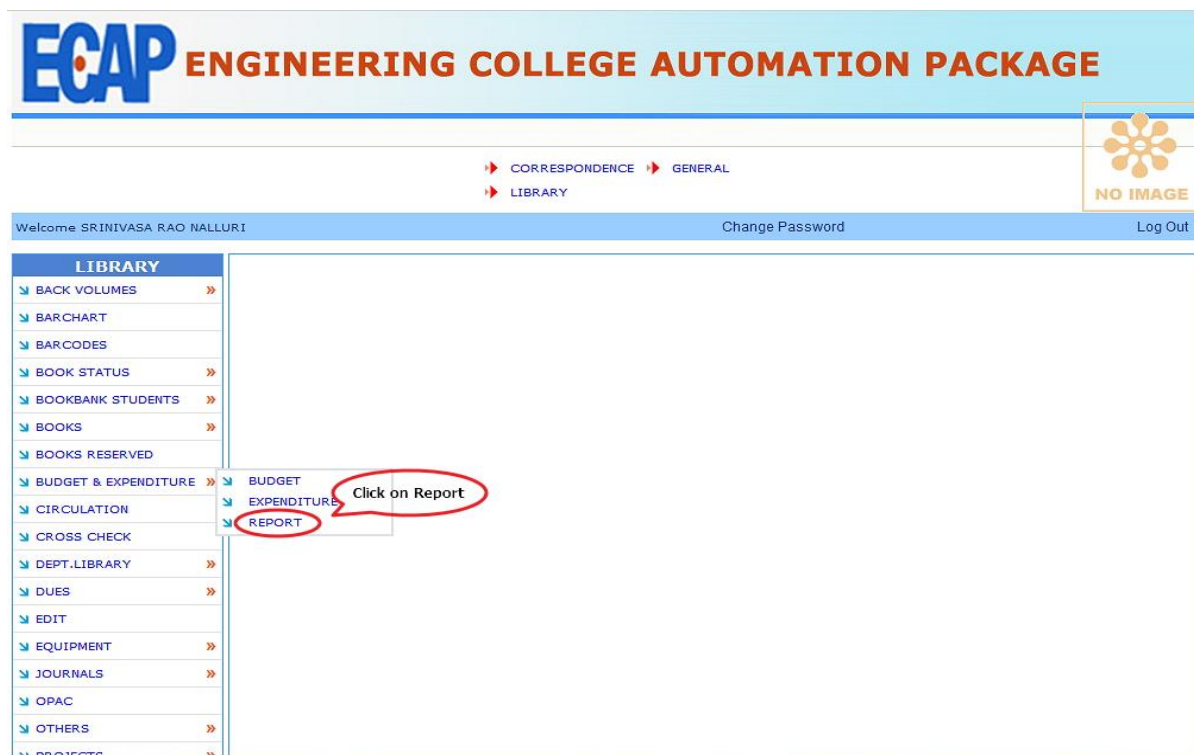 ECAP ENGINEERING COLLEGE AUTOMATION PACKAGE
CORRESPONDENCE GENERAL
LIBRARY
NO IMAGE
Welcome SRINIVASA RAO NALLURI Change Password Log Out
LIBRARY
BACK VOLUMES
BARCHART
BARCODES
BOOK STATUS
BOOKBANK STUDENTS
BOOKS
BOOKS RESERVED
BUDGET & EXPENDITURE
BUDGET
EXPENDITURE
REPORT
Click on Report
CIRCULATION
CROSS CHECK
DEPT.LIBRARY
DUES
EDIT
EQUIPMENT
JOURNALS
OPAC
OTHERS
PROJECTS